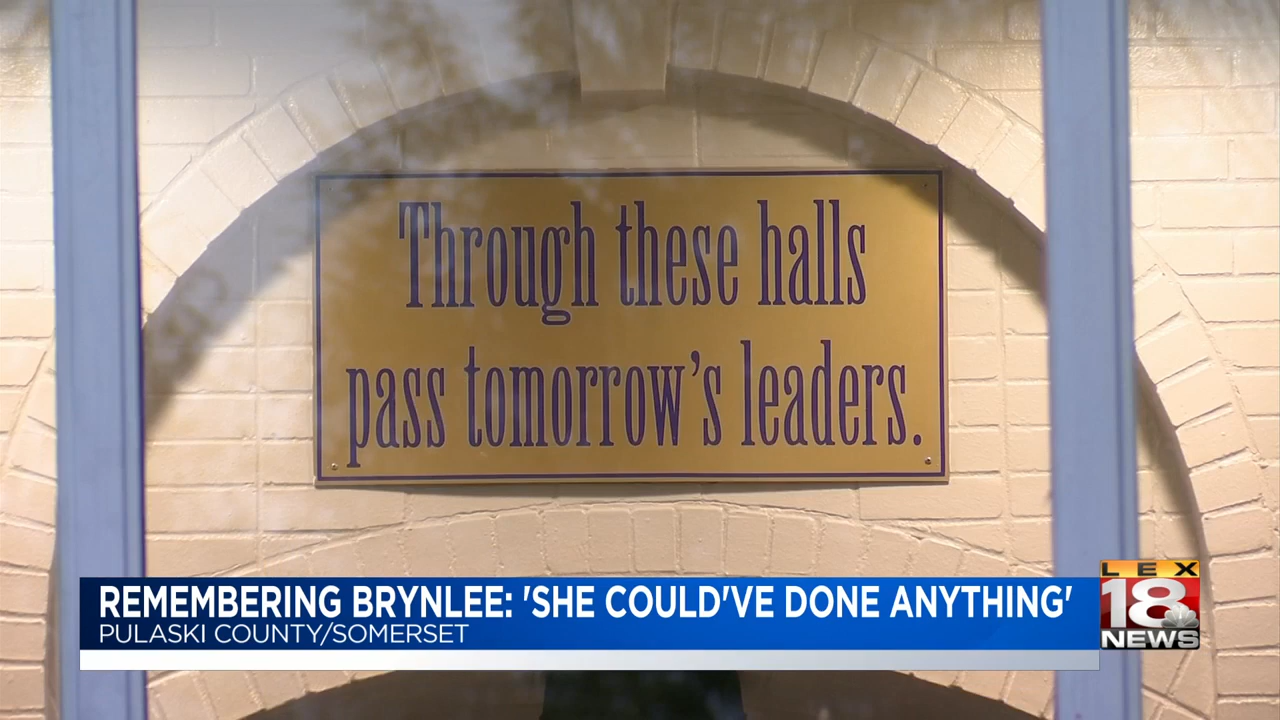 Through these halls
pass tomorrow's leaders.
REMEMBERING BRYNLEE: 'SHE COULD'VE DONE ANYTHING'
PULASKI COUNTY/SOMERSET
LEX
18
NEWS